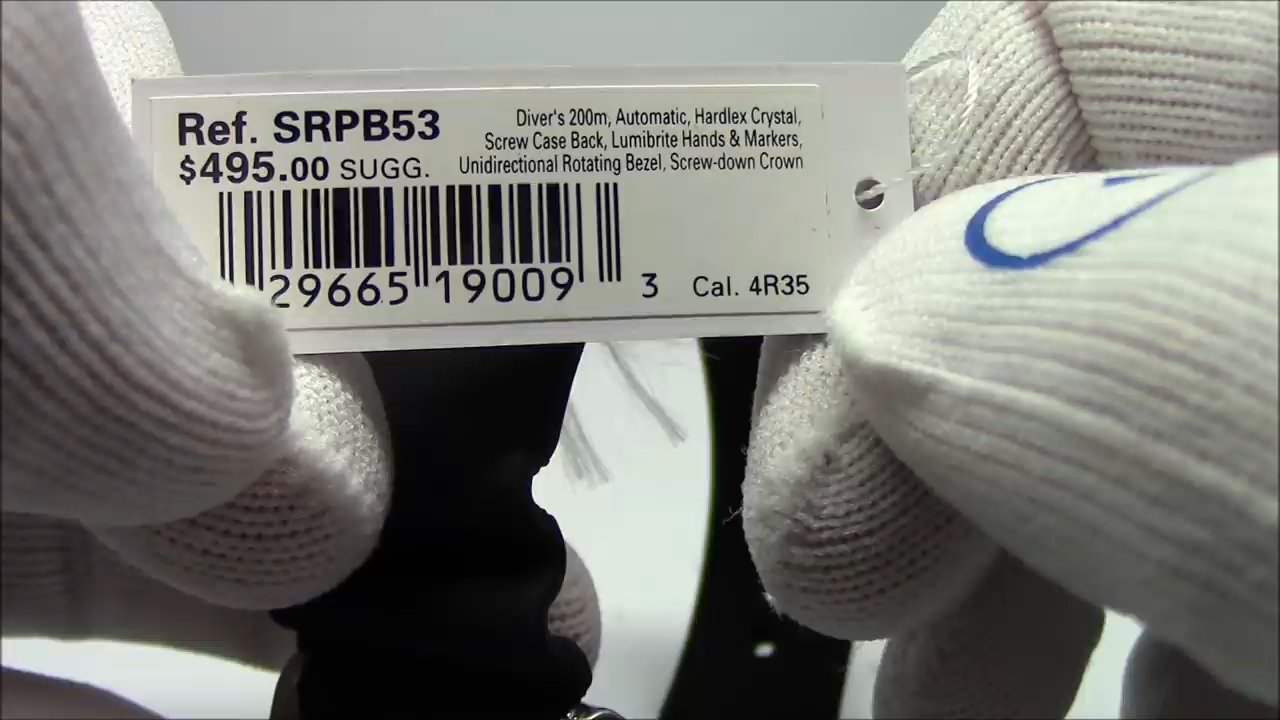 Ref. SRPB53
$495.00 SUGG.
Diver's 200m, Automatic, Hardlex Crystal,
Screw Case Back, Lumibrite Hands & Markers,
Unidirectional Rotating Bezel, Screw-down Crown
29665 19009 3
Cal. 4R35